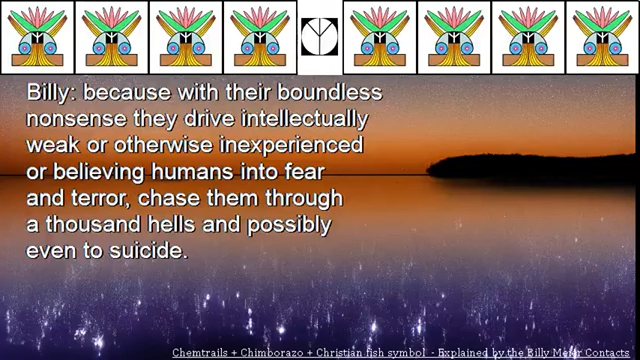 Billy: because with their boundless
nonsense they drive intellectually
weak or otherwise inexperienced
or believing humans into fear
and terror, chase them through
a thousand hells and possibly
even to suicide.
Chemtrails + Chimborazo + Christian fish symbol - Explained by the Billy Meier Contacts